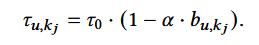 τ_{u,k_j} = τ_0 · (1 − α · b_{u,k_j}).